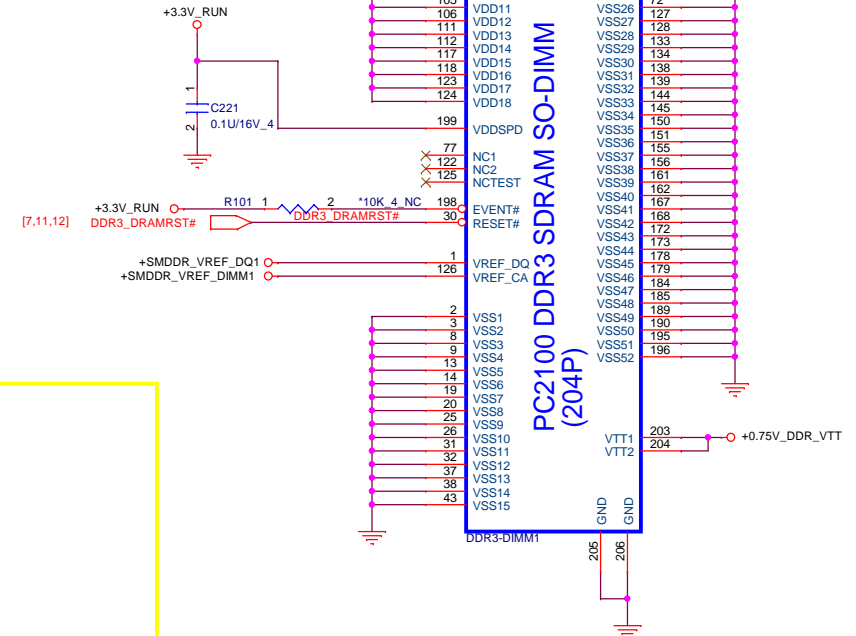 +3.3V_RUN
C221
0.1U/16V_4
1
2
106
111
112
117
118
123
124
199
VDD11
VDD12
VDD13
VDD14
VDD15
VDD16
VDD17
VDD18
VDDSPD
77
122
125
NC1
NC2
NCTEST
+3.3V_RUN
R101 1 2 *10K_4_NC 198 EVENT#
[7,11,12] DDR3_DRAMRST# DDR3_DRAMRST# 30 RESET#
+SMDDR_VREF_DQ1 1 VREF_DQ
+SMDDR_VREF_DIMM1 126 VREF_CA
2 VSS1
3 VSS2
8 VSS3
9 VSS4
13 VSS5
14 VSS6
19 VSS7
20 VSS8
25 VSS9
26 VSS10
31 VSS11
32 VSS12
37 VSS13
38 VSS14
43 VSS15
PC2100 DDR3 SDRAM SO-DIMM
(204P)
VSS26 72
VSS27 127
VSS28 128
VSS29 133
VSS30 134
VSS31 138
VSS32 139
VSS33 144
VSS34 145
VSS35 150
VSS36 151
VSS37 155
VSS38 156
VSS39 161
VSS40 162
VSS41 167
VSS42 168
VSS43 172
VSS44 173
VSS45 178
VSS46 179
VSS47 184
VSS48 185
VSS49 189
VSS50 190
VSS51 195
VSS52 196
VTT1 203
VTT2 204
+0.75V_DDR_VTT
GND 205
GND 206
DDR3-DIMM1